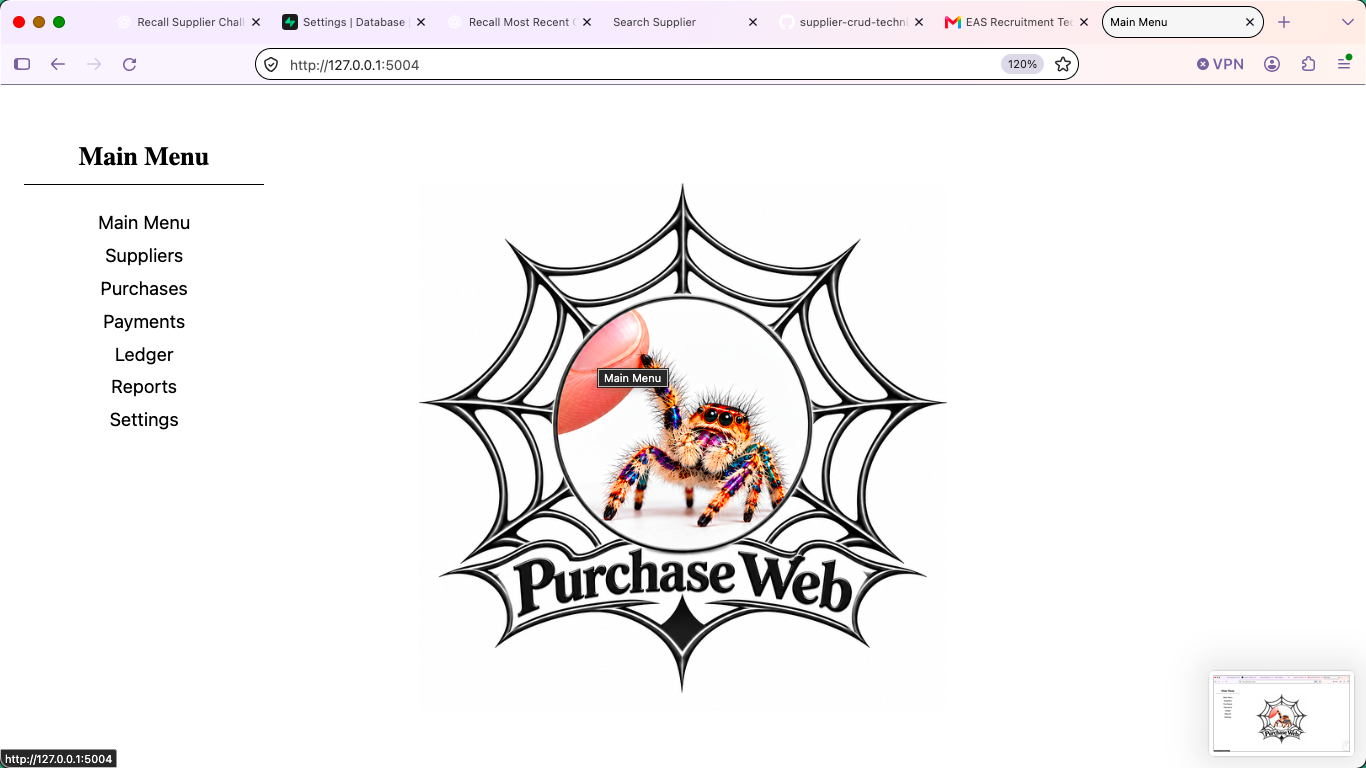 Recall Supplier Chall
Settings | Database
Recall Most Recent
Search Supplier
supplier-crud-techni
EAS Recruitment Tec
Main Menu
http://127.0.0.1:5004
120%
VPN
Main Menu
Main Menu
Suppliers
Purchases
Payments
Ledger
Reports
Settings
Main Menu
Purchase Web
http://127.0.0.1:5004